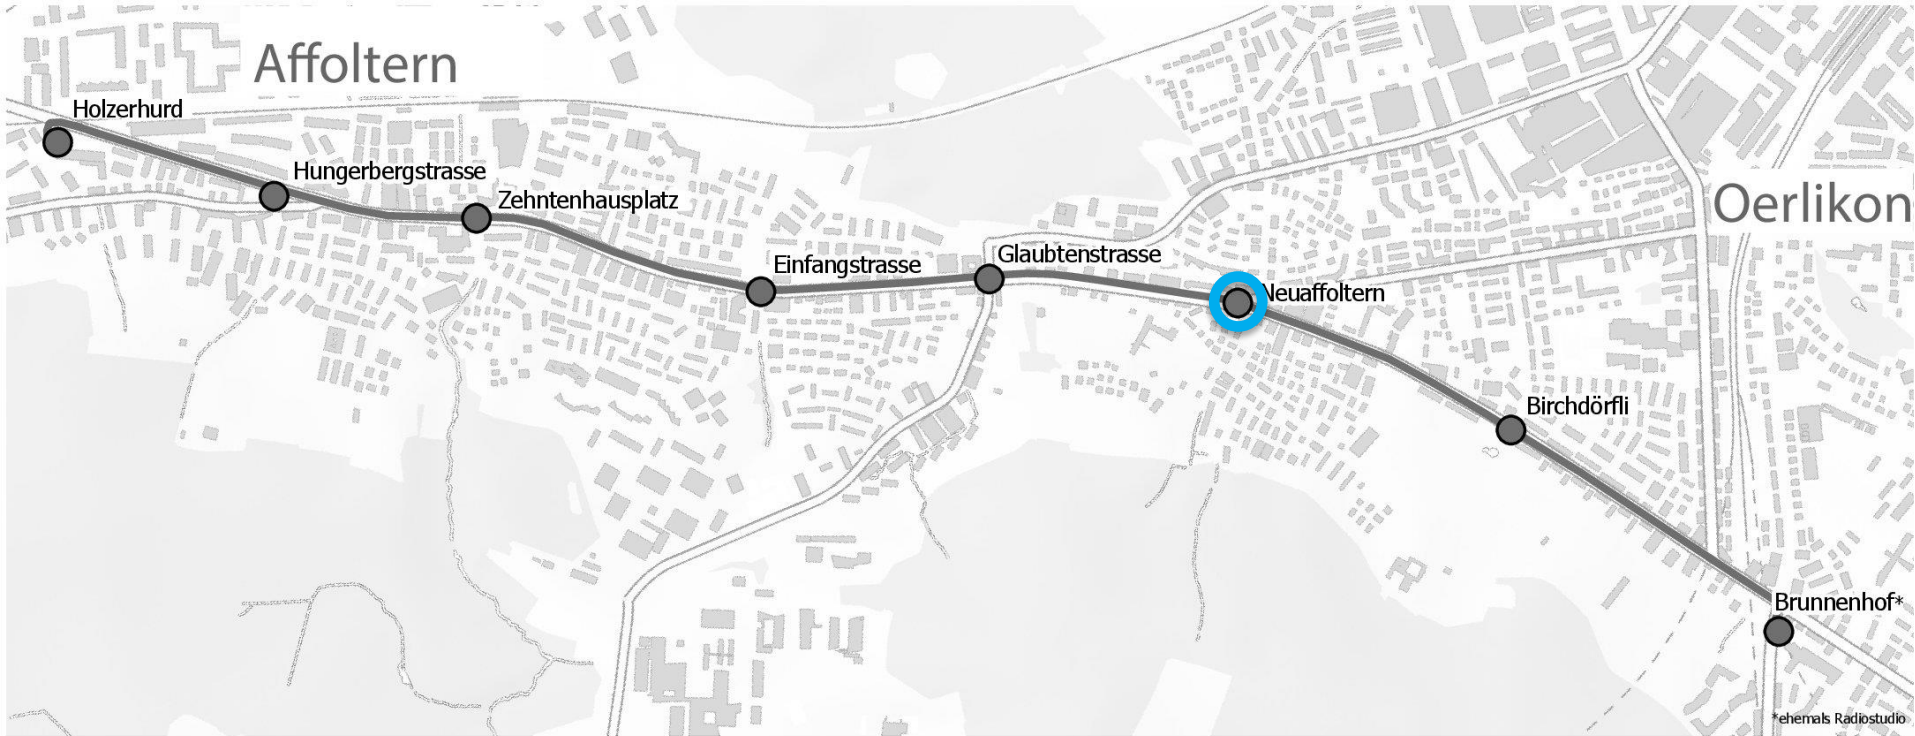 Affoltern
Holzerhurd
Hungerbergstrasse
Zehntenhausplatz
Oerlikon
Einfangstrasse
Glaubtenstrasse
Neuaffoltern
Birchdörfli
Brunnenhof*
*ehemals Radiostudio